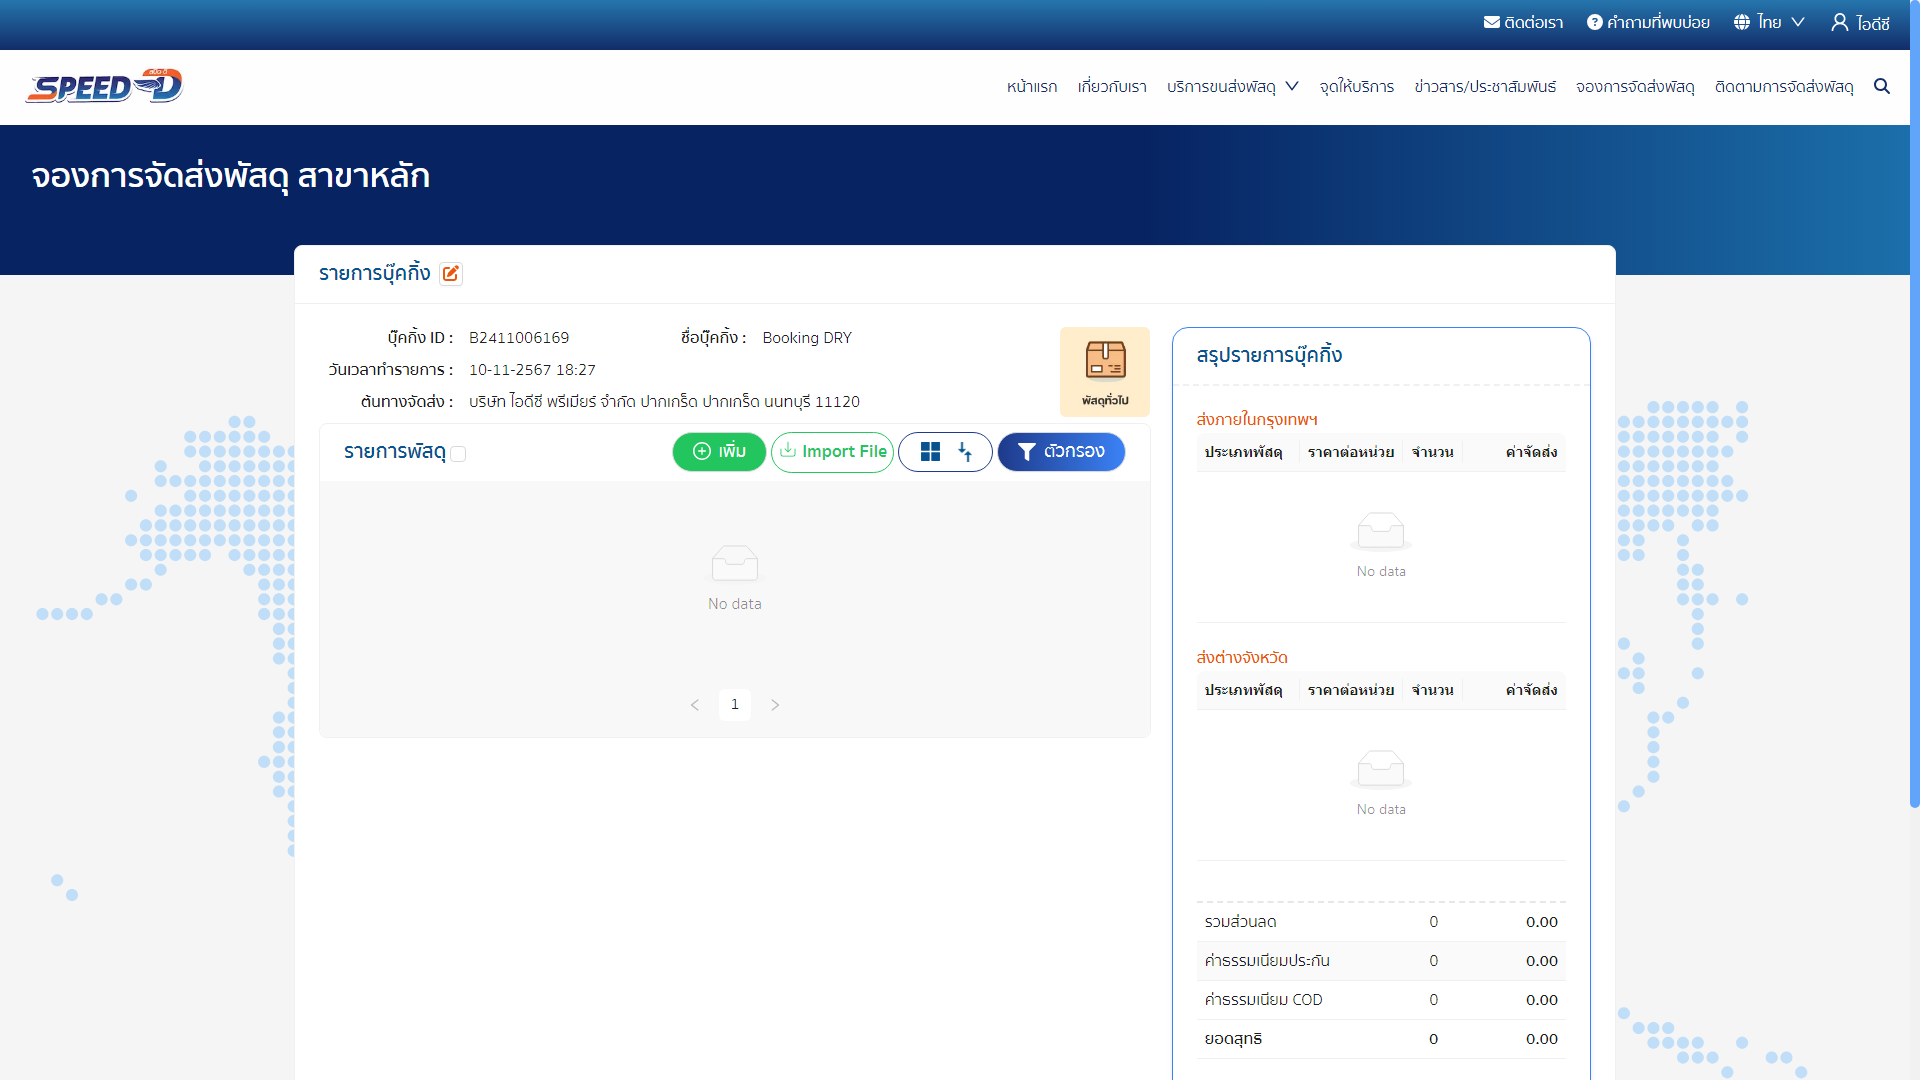 ติดต่อเรา คำถามที่พบบ่อย ไทย ไอดีซี
สปีด-ดี
SPEED-D
หน้าแรก เกี่ยวกับเรา บริการขนส่งพัสดุ จุดให้บริการ ข่าวสาร/ประชาสัมพันธ์ จองการจัดส่งพัสดุ ติดตามการจัดส่งพัสดุ
จองการจัดส่งพัสดุ สาขาหลัก
รายการบุ๊คกิ้ง
บุ๊คกิ้ง ID : B2411006169 ชื่อบุ๊คกิ้ง : Booking DRY
วันเวลาทำรายการ : 10-11-2567 18:27
ต้นทางจัดส่ง : บริษัท ไอดีซี พรีเมียร์ จำกัด ปากเกร็ด ปากเกร็ด นนทบุรี 11120
พัสดุทั่วไป
รายการพัสดุ เพิ่ม Import File ตัวกรอง
No data
1
สรุปรายการบุ๊คกิ้ง
ส่งภายในกรุงเทพฯ
ประเภทพัสดุ ราคาต่อหน่วย จำนวน ค่าจัดส่ง
No data
ส่งต่างจังหวัด
ประเภทพัสดุ ราคาต่อหน่วย จำนวน ค่าจัดส่ง
No data
รวมส่วนลด 0 0.00
ค่าธรรมเนียมประกัน 0 0.00
ค่าธรรมเนียม COD 0 0.00
ยอดสุทธิ 0 0.00